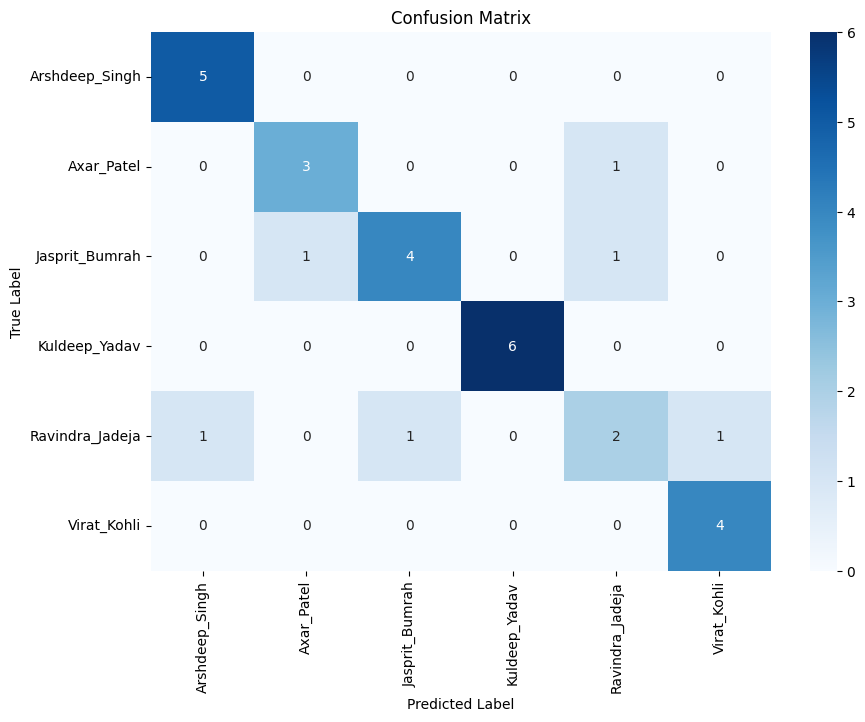 Confusion Matrix
Arshdeep_Singh 5 0 0 0 0 0
Axar_Patel 0 3 0 0 1 0
Jasprit_Bumrah 0 1 4 0 1 0
Kuldeep_Yadav 0 0 0 6 0 0
Ravindra_Jadeja 1 0 1 0 2 1
Virat_Kohli 0 0 0 0 0 4
True Label
Arshdeep_Singh Axar_Patel Jasprit_Bumrah Kuldeep_Yadav Ravindra_Jadeja Virat_Kohli
Predicted Label
6
5
4
3
2
1
0